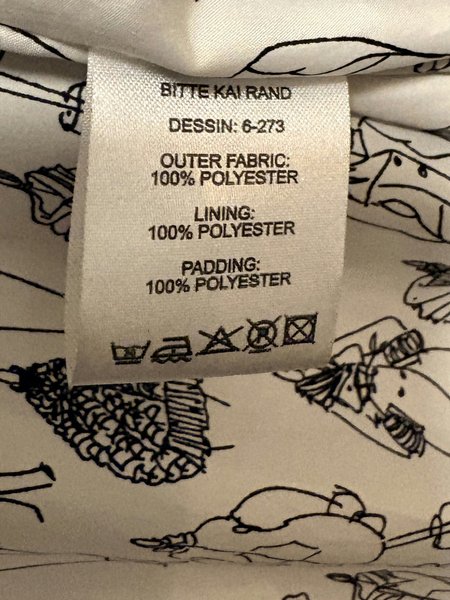 BITTE KAI RAND
DESSIN: 6-273
OUTER FABRIC:
100% POLYESTER
LINING:
100% POLYESTER
PADDING:
100% POLYESTER